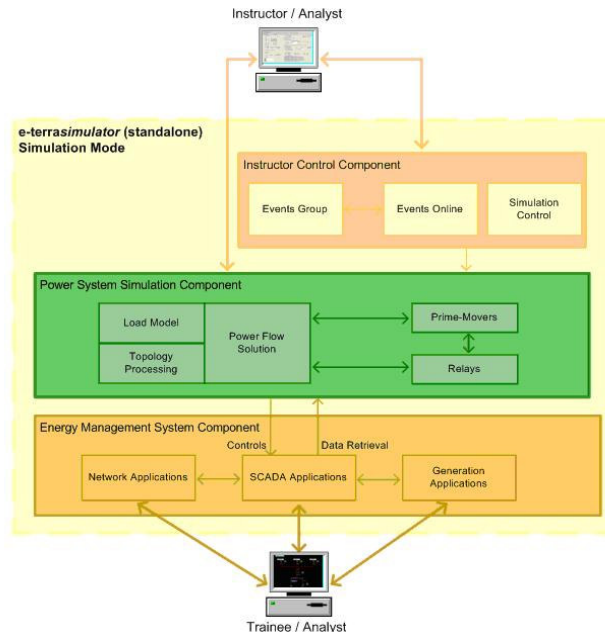 Instructor / Analyst
e-terrasimulator (standalone)
Simulation Mode
Instructor Control Component
Events Group
Events Online
Simulation
Control
Power System Simulation Component
Load Model
Topology
Processing
Power Flow
Solution
Prime-Movers
Relays
Energy Management System Component
Controls
Data Retrieval
Network Applications
SCADA Applications
Generation
Applications
Trainee / Analyst